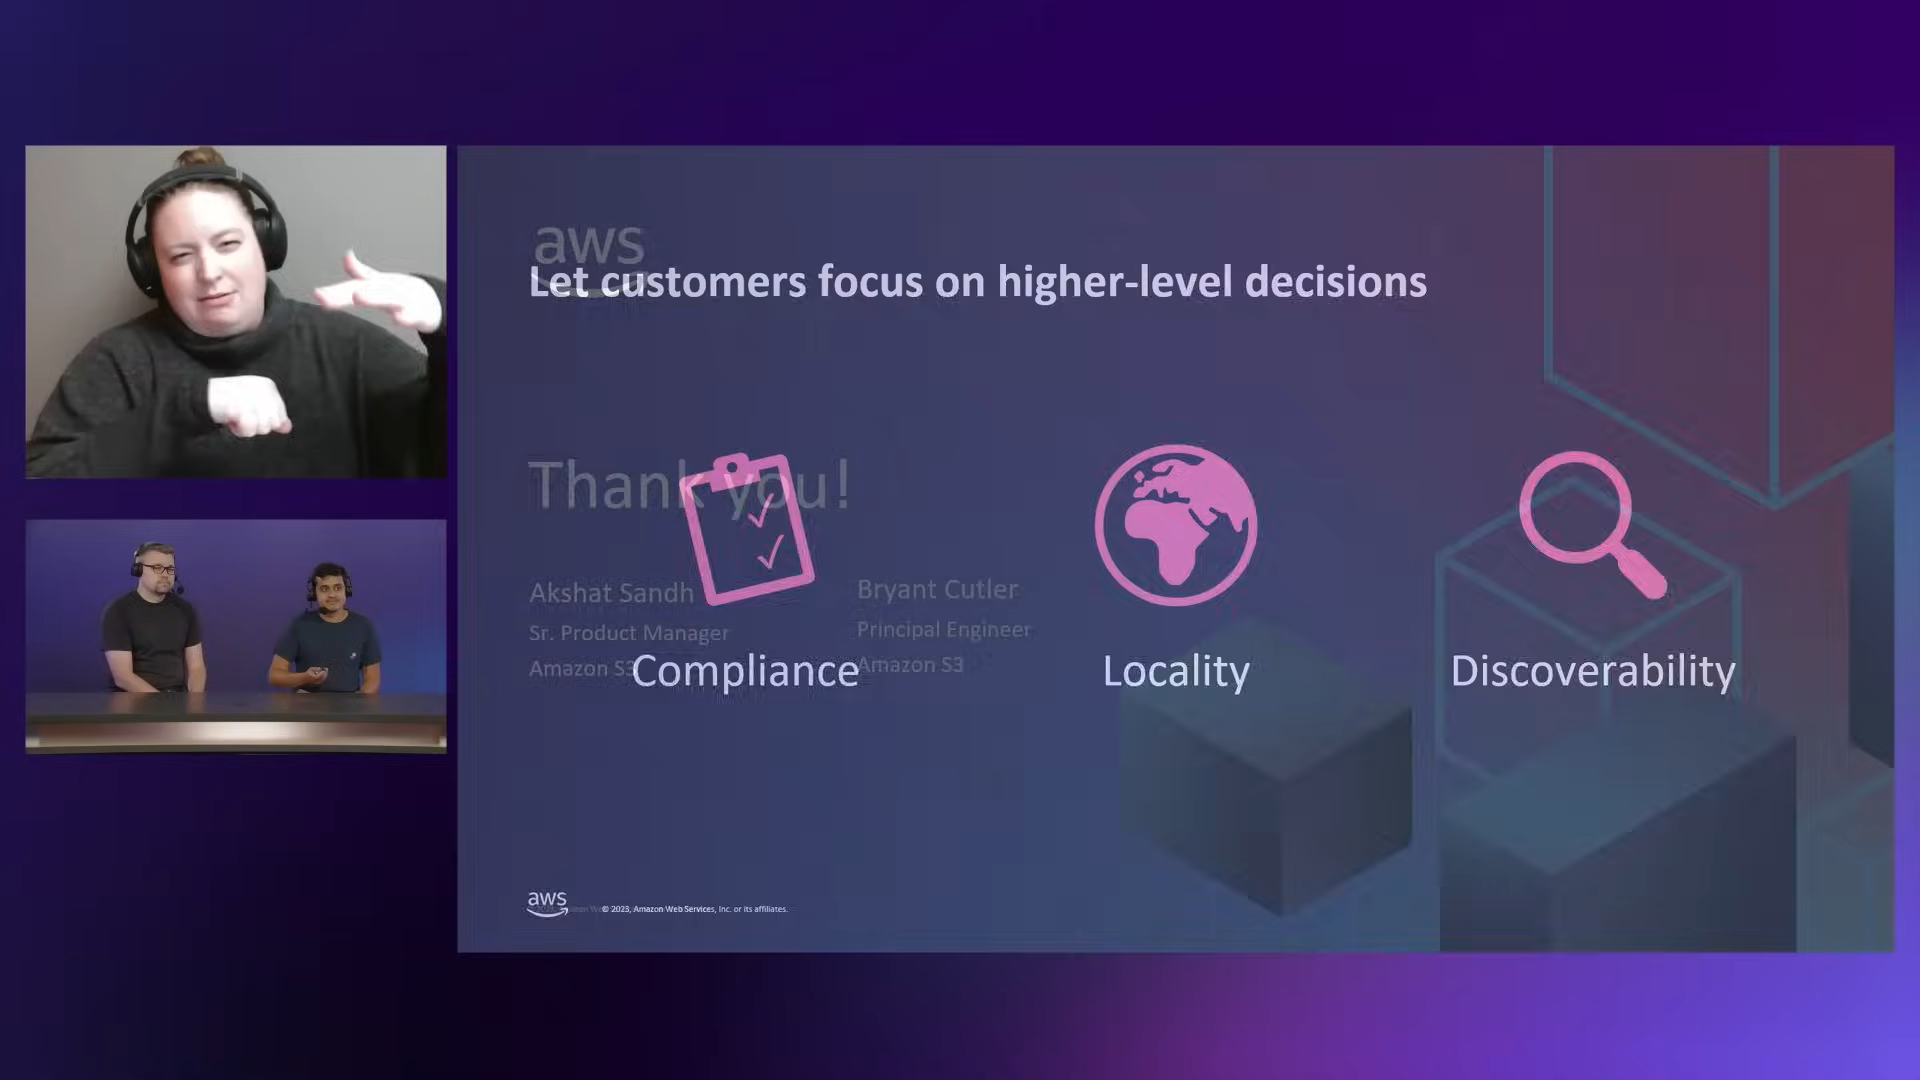 aws
Let customers focus on higher-level decisions
Thank you!
Akshat Sandh
Sr. Product Manager
Amazon S3
Bryant Cutler
Principal Engineer
Amazon S3
Compliance
Locality
Discoverability
aws
© 2023, Amazon Web Services, Inc. or its affiliates.